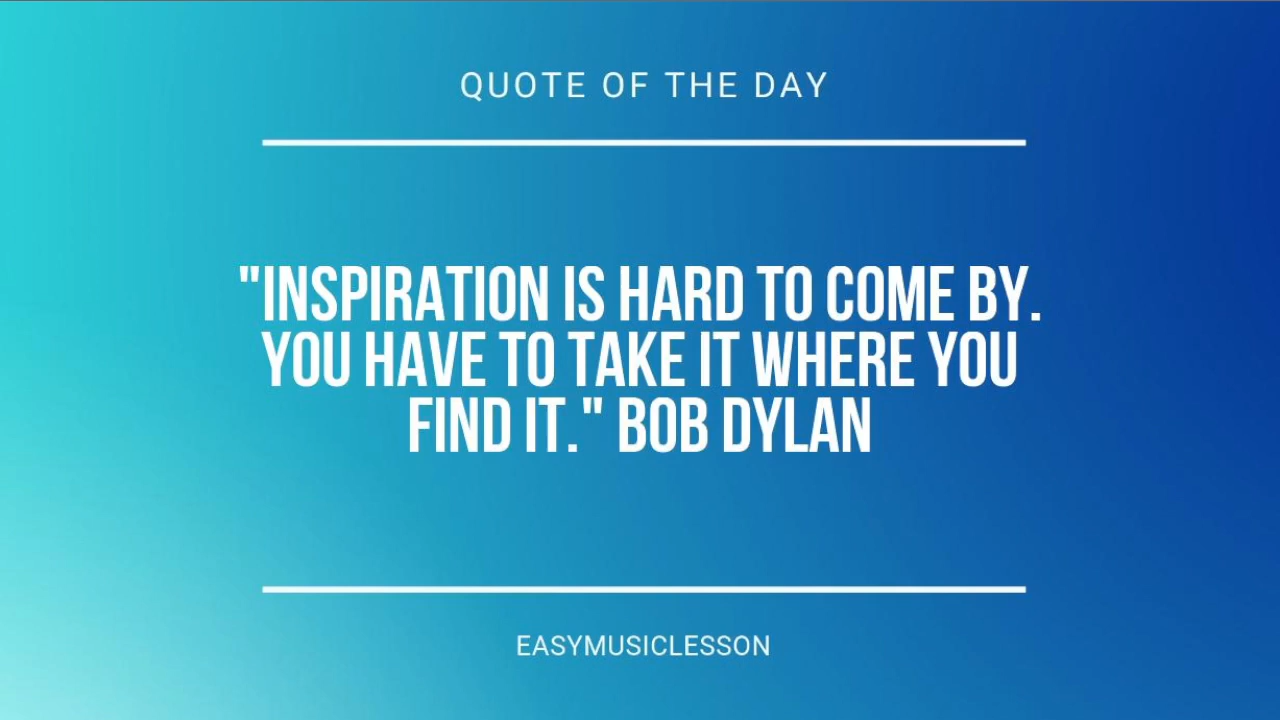 QUOTE OF THE DAY
"INSPIRATION IS HARD TO COME BY.
YOU HAVE TO TAKE IT WHERE YOU
FIND IT." BOB DYLAN
EASYMUSICLESSON